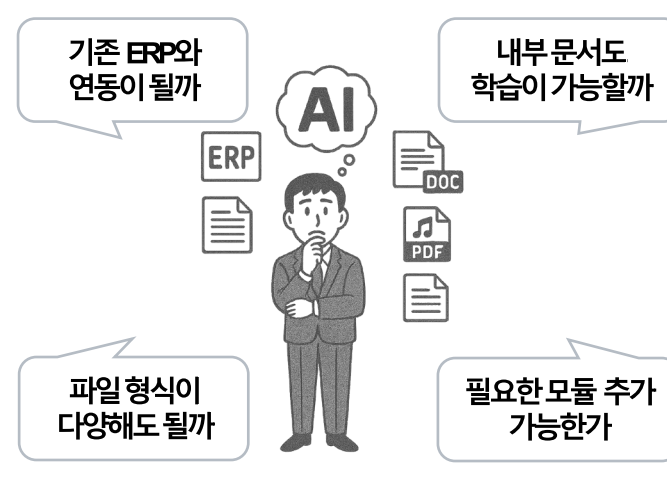 기존 ERP와
연동이 될까
내부 문서도
학습이 가능할까
AI
ERP
DOC
PDF
파일 형식이
다양해도 될까
필요한 모듈 추가
가능한가